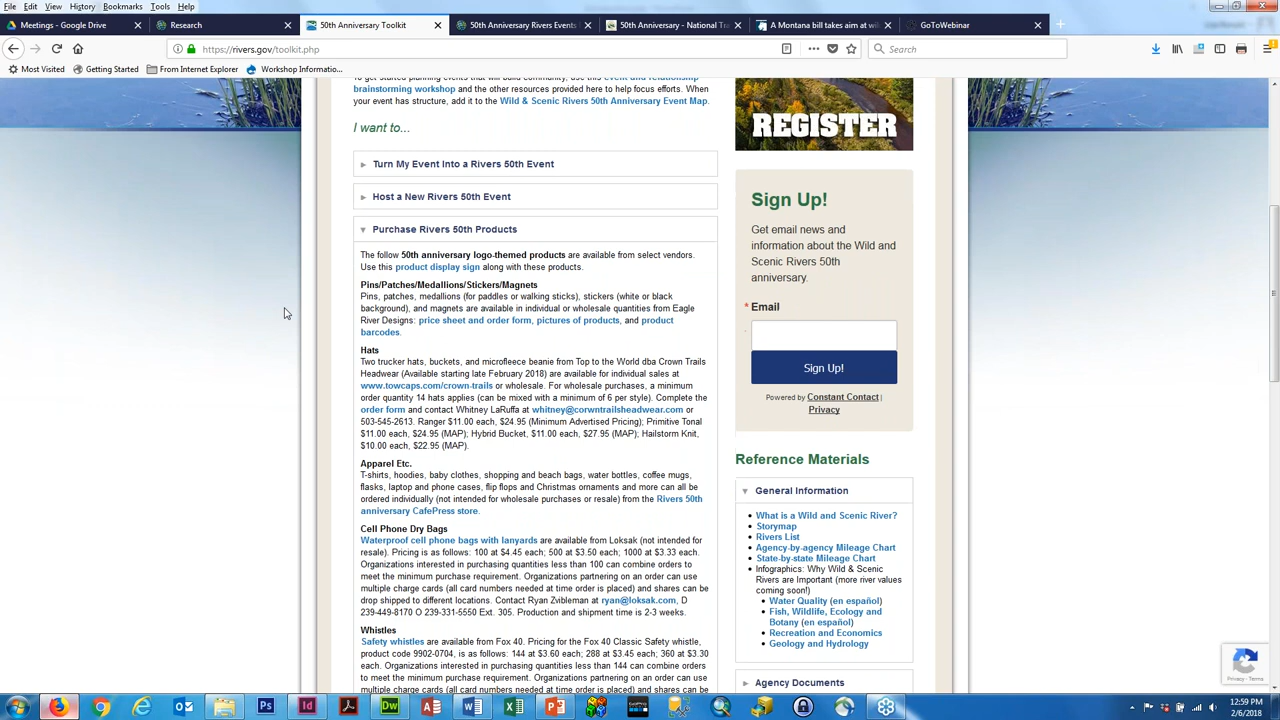 File Edit View History Bookmarks Tools Help
Meetings - Google Drive × Research × 50th Anniversary Toolkit × 50th Anniversary Rivers Events × 50th Anniversary - National Tra × A Montana bill takes aim at wil × GoToWebinar ×
https://rivers.gov/toolkit.php Search
Most Visited Getting Started From Internet Explorer Workshop Informatio...
To get started planning events that will build community, use this event and relationship
brainstorming workshop and the other resources provided here to help focus efforts. When
your event has structure, add it to the Wild & Scenic Rivers 50th Anniversary Event Map.
I want to...
Turn My Event Into a Rivers 50th Event
Host a New Rivers 50th Event
Purchase Rivers 50th Products
The follow 50th anniversary logo-themed products are available from select vendors.
Use this product display sign along with these products.
Pins/Patches/Medallions/Stickers/Magnets
Pins, patches, medallions (for paddles or walking sticks), stickers (white or black
background), and magnets are available in individual or wholesale quantities from Eagle
River Designs: price sheet and order form, pictures of products, and product
barcodes.
Hats
Two trucker hats, buckets, and microfleece beanie from Top to the World dba Crown Trails
Headwear (Available starting late February 2018) are available for individual sales at
www.towcaps.com/crown-trails or wholesale. For wholesale purchases, a minimum
order quantity 14 hats applies (can be mixed with a minimum of 6 per style). Complete the
order form and contact Whitney LaRuffa at whitney@corwntrailsheadwear.com or
503-545-2613. Ranger $11.00 each, $24.95 (Minimum Advertised Pricing); Primitive Tonal
$11.00 each, $24.95 (MAP); Hybrid Bucket, $11.00 each, $27.95 (MAP); Hailstorm Knit,
$10.00 each, $22.95 (MAP).
Apparel Etc.
T-shirts, hoodies, baby clothes, shopping and beach bags, water bottles, coffee mugs,
flasks, laptop and phone cases, flip flops and Christmas ornaments and more can all be
ordered individually (not intended for wholesale purchases or resale) from the Rivers 50th
anniversary CafePress store.
Cell Phone Dry Bags
Waterproof cell phone bags with lanyards are available from Loksak (not intended for
resale). Pricing is as follows: 100 at $4.45 each; 500 at $3.50 each; 1000 at $3.33 each.
Organizations interested in purchasing quantities less than 100 can combine orders to
meet the minimum purchase requirement. Organizations partnering on an order can use
multiple charge cards (all card numbers needed at time order is placed) and shares can be
drop shipped to different locations. Contact Ryan Zvibleman at ryan@loksak.com, D
239-449-8170 O 239-331-5550 Ext. 305. Production and shipment time is 2-3 weeks.
Whistles
Safety whistles are available from Fox 40. Pricing for the Fox 40 Classic Safety whistle,
product code 9902-0704, is as follows: 144 at $3.60 each; 288 at $3.45 each; 360 at $3.30
each. Organizations interested in purchasing quantities less than 144 can combine orders
to meet the minimum purchase requirement. Organizations partnering on an order can use
multiple charge cards (all card numbers needed at time order is placed) and shares can be
REGISTER
Sign Up!
Get email news and
information about the Wild and
Scenic Rivers 50th
anniversary.
* Email
Sign Up!
Powered by Constant Contact |
Privacy
Reference Materials
General Information
What is a Wild and Scenic River?
Storymap
Rivers List
Agency-by-agency Mileage Chart
State-by-state Mileage Chart
Infographics: Why Wild & Scenic
Rivers are Important (more river values
coming soon!)
Water Quality (en español)
Fish, Wildlife, Ecology and
Botany (en español)
Recreation and Economics
Geology and Hydrology
Agency Documents
Privacy - Terms
12:59 PM
2/6/2018